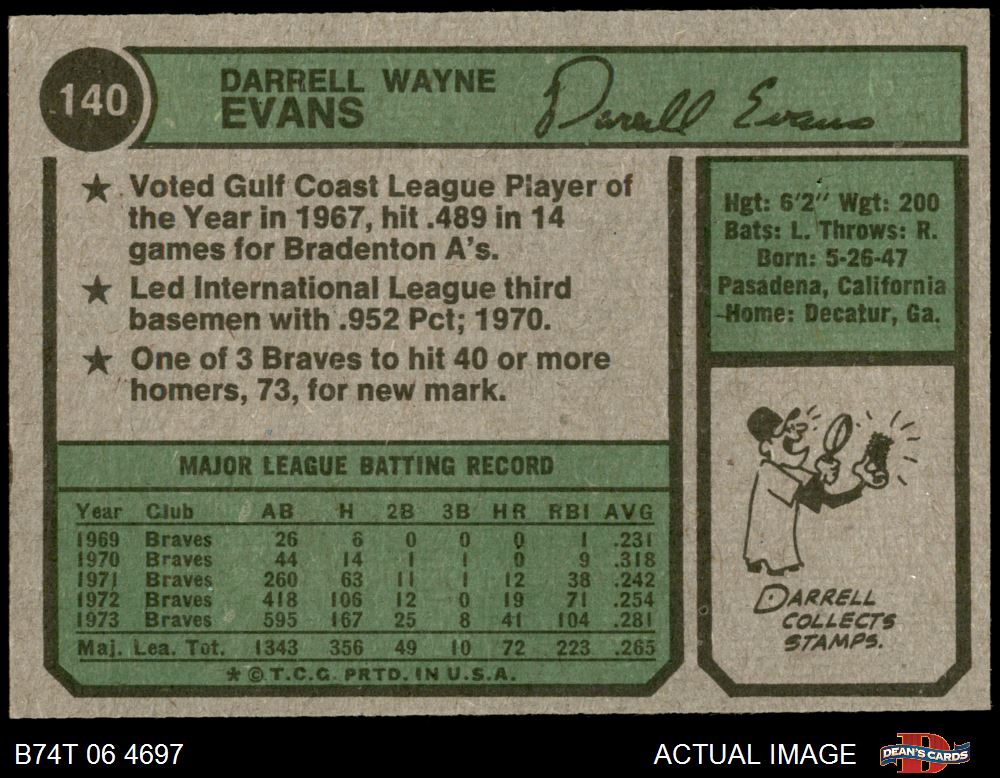 140
DARRELL WAYNE
EVANS
Darrell Evans
★ Voted Gulf Coast League Player of
the Year in 1967, hit .489 in 14
games for Bradenton A's.
★ Led International League third
basemen with .952 Pct; 1970.
★ One of 3 Braves to hit 40 or more
homers, 73, for new mark.
Hgt: 6'2" Wgt: 200
Bats: L. Throws: R.
Born: 5-26-47
Pasadena, California
Home: Decatur, Ga.
MAJOR LEAGUE BATTING RECORD
Year Club AB H 2B 3B HR RBI AVG
1969 Braves 26 6 0 0 0 1 .231
1970 Braves 44 14 1 1 0 9 .318
1971 Braves 260 63 11 1 12 38 .242
1972 Braves 418 106 12 0 19 71 .254
1973 Braves 595 167 25 8 41 104 .281
Maj. Lea. Tot. 1343 356 49 10 72 223 .265
* © T.C.G. PRTD. IN U.S.A.
DARRELL
COLLECTS
STAMPS.
B74T 06 4697
ACTUAL IMAGE
DEAN'S CARDS